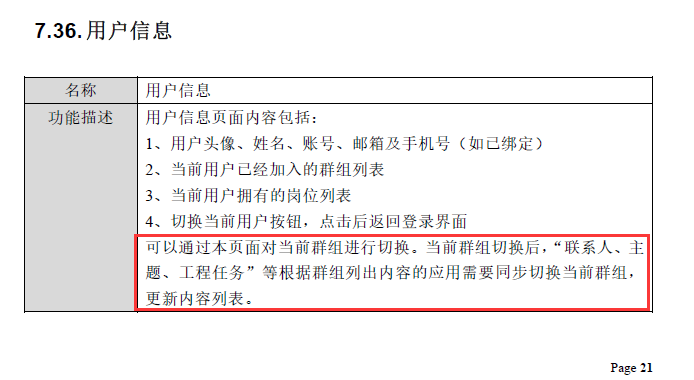 7.36. 用户信息
名称 用户信息
功能描述 用户信息页面内容包括：
1、用户头像、姓名、账号、邮箱及手机号（如已绑定）
2、当前用户已经加入的群组列表
3、当前用户拥有的岗位列表
4、切换当前用户按钮，点击后返回登录界面
可以通过本页面对当前群组进行切换。当前群组切换后，“联系人、主
题、工程任务”等根据群组列出内容的应用需要同步切换当前群组，
更新内容列表。
Page 21